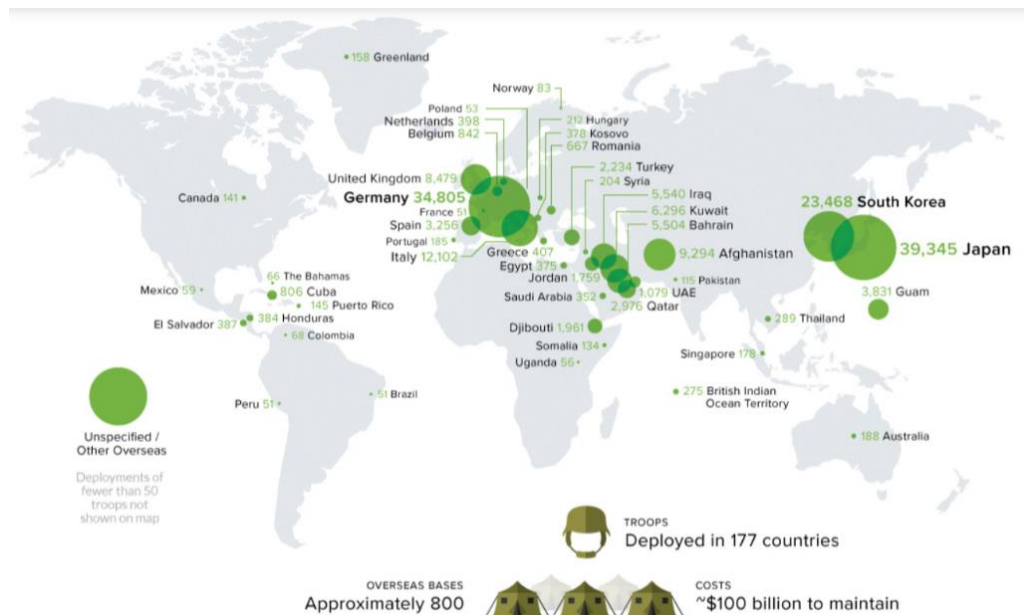 158 Greenland
Norway 83
Poland 53
Netherlands 398
Belgium 842
212 Hungary
378 Kosovo
667 Romania
2,234 Turkey
204 Syria
5,540 Iraq
6,296 Kuwait
5,504 Bahrain
United Kingdom 8,479
Germany 34,805
France 51
Spain 3,256
Portugal 185
Italy 12,102
Greece 407
Egypt 375
Jordan 1,759
Saudi Arabia 352
9,294 Afghanistan
115 Pakistan
1,079 UAE
2,976 Qatar
23,468 South Korea
39,345 Japan
3,831 Guam
Canada 141
66 The Bahamas
Mexico 59
806 Cuba
145 Puerto Rico
384 Honduras
El Salvador 387
68 Colombia
Djibouti 1,961
Somalia 134
Uganda 56
289 Thailand
Singapore 178
275 British Indian
Ocean Territory
51 Brazil
Peru 51
188 Australia
Unspecified /
Other Overseas
Deployments of
fewer than 50
troops not
shown on map
TROOPS
Deployed in 177 countries
OVERSEAS BASES
Approximately 800
COSTS
~$100 billion to maintain